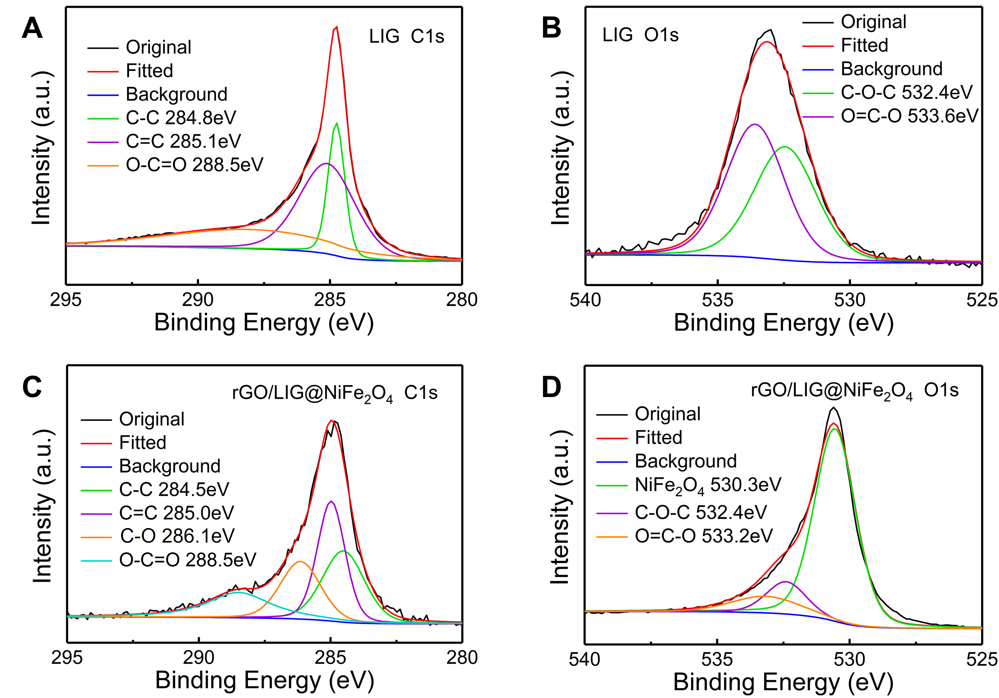 A
LIG C1s
Original
Fitted
Background
C-C 284.8eV
C=C 285.1eV
O-C=O 288.5eV
Intensity (a.u.)
295 290 285 280
Binding Energy (eV)
B
LIG O1s
Original
Fitted
Background
C-O-C 532.4eV
O=C-O 533.6eV
Intensity (a.u.)
540 535 530 525
Binding Energy (eV)
C
rGO/LIG@NiFe₂O₄ C1s
Original
Fitted
Background
C-C 284.5eV
C=C 285.0eV
C-O 286.1eV
O-C=O 288.5eV
Intensity (a.u.)
295 290 285 280
Binding Energy (eV)
D
rGO/LIG@NiFe₂O₄ O1s
Original
Fitted
Background
NiFe₂O₄ 530.3eV
C-O-C 532.4eV
O=C-O 533.2eV
Intensity (a.u.)
540 535 530 525
Binding Energy (eV)